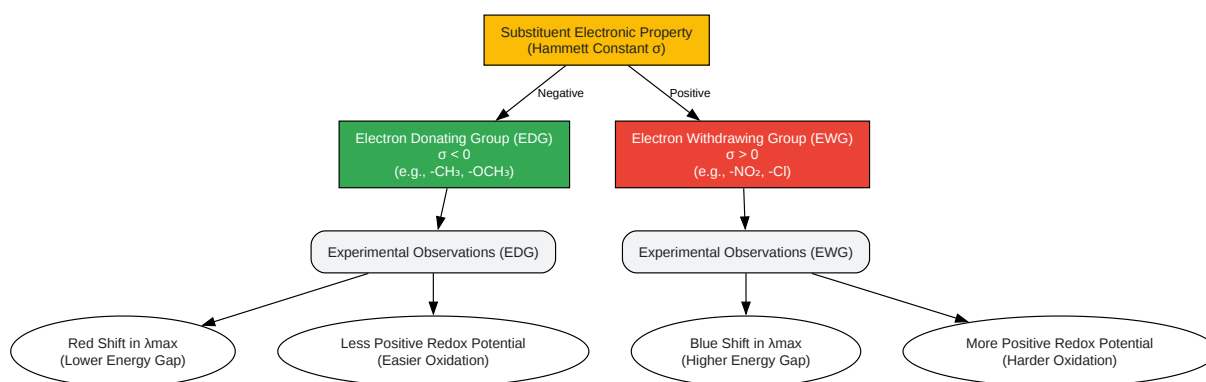 Substituent Electronic Property
(Hammett Constant σ)
Negative
Positive
Electron Donating Group (EDG)
σ < 0
(e.g., -CH₃, -OCH₃)
Electron Withdrawing Group (EWG)
σ > 0
(e.g., -NO₂, -Cl)
Experimental Observations (EDG)
Experimental Observations (EWG)
Red Shift in λmax
(Lower Energy Gap)
Less Positive Redox Potential
(Easier Oxidation)
Blue Shift in λmax
(Higher Energy Gap)
More Positive Redox Potential
(Harder Oxidation)